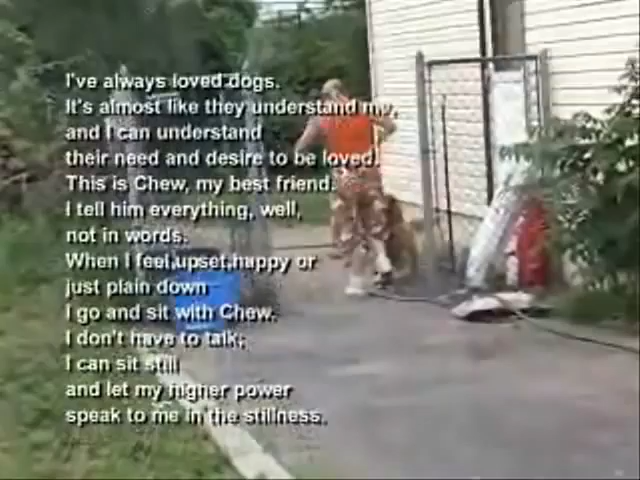 I've always loved dogs.
It's almost like they understand me,
and I can understand
their need and desire to be loved.
This is Chew, my best friend.
I tell him everything, well,
not in words.
When I feel,upset,happy or
just plain down
I go and sit with Chew.
I don't have to talk;
I can sit still
and let my higher power
speak to me in the stillness.